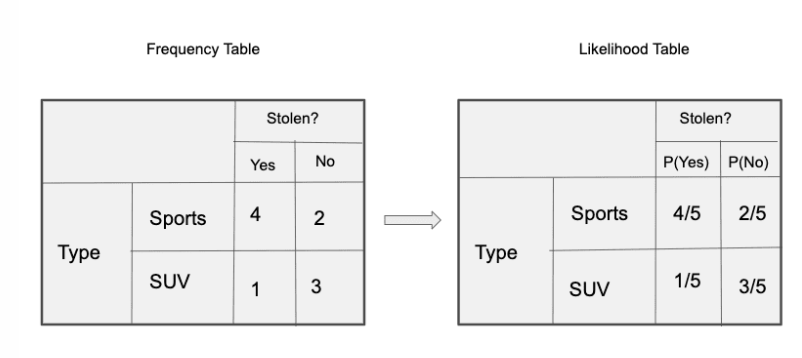 Frequency Table
Stolen?
Yes No
Type
Sports 4 2
SUV 1 3
Likelihood Table
Stolen?
P(Yes) P(No)
Type
Sports 4/5 2/5
SUV 1/5 3/5